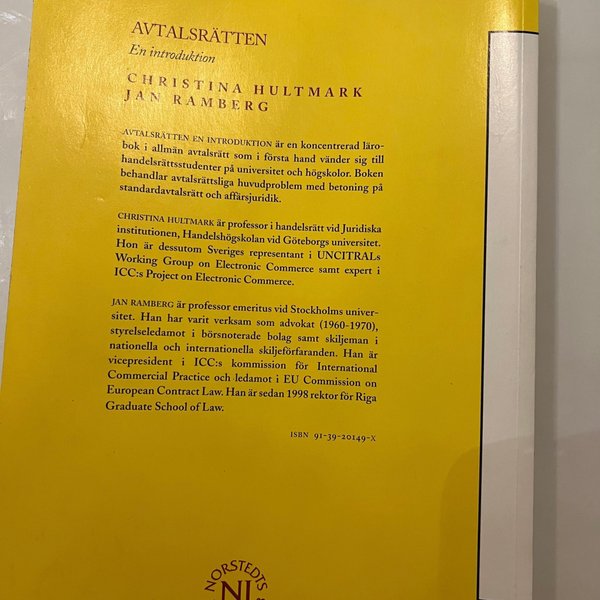 AVTALSRÄTTEN
En introduktion
CHRISTINA HULTMARK
JAN RAMBERG
AVTALSRÄTTEN EN INTRODUKTION är en koncentrerad läro-
bok i allmän avtalsrätt som i första hand vänder sig till
handelsrättsstudenter på universitet och högskolor. Boken
behandlar avtalsrättsliga huvudproblem med betoning på
standardavtalsrätt och affärsjuridik.
CHRISTINA HULTMARK är professor i handelsrätt vid Juridiska
institutionen, Handelshögskolan vid Göteborgs universitet.
Hon är dessutom Sveriges representant i UNCITRALs
Working Group on Electronic Commerce samt expert i
ICC:s Project on Electronic Commerce.
JAN RAMBERG är professor emeritus vid Stockholms univer-
sitet. Han har varit verksam som advokat (1960-1970),
styrelseledamot i börsnoterade bolag samt skiljeman i
nationella och internationella skiljeförfaranden. Han är
vicepresident i ICC:s kommission för International
Commercial Practice och ledamot i EU Commission on
European Contract Law. Han är sedan 1998 rektor för Riga
Graduate School of Law.
ISBN 91-39-20149-X
NORSTEDTS
NJ